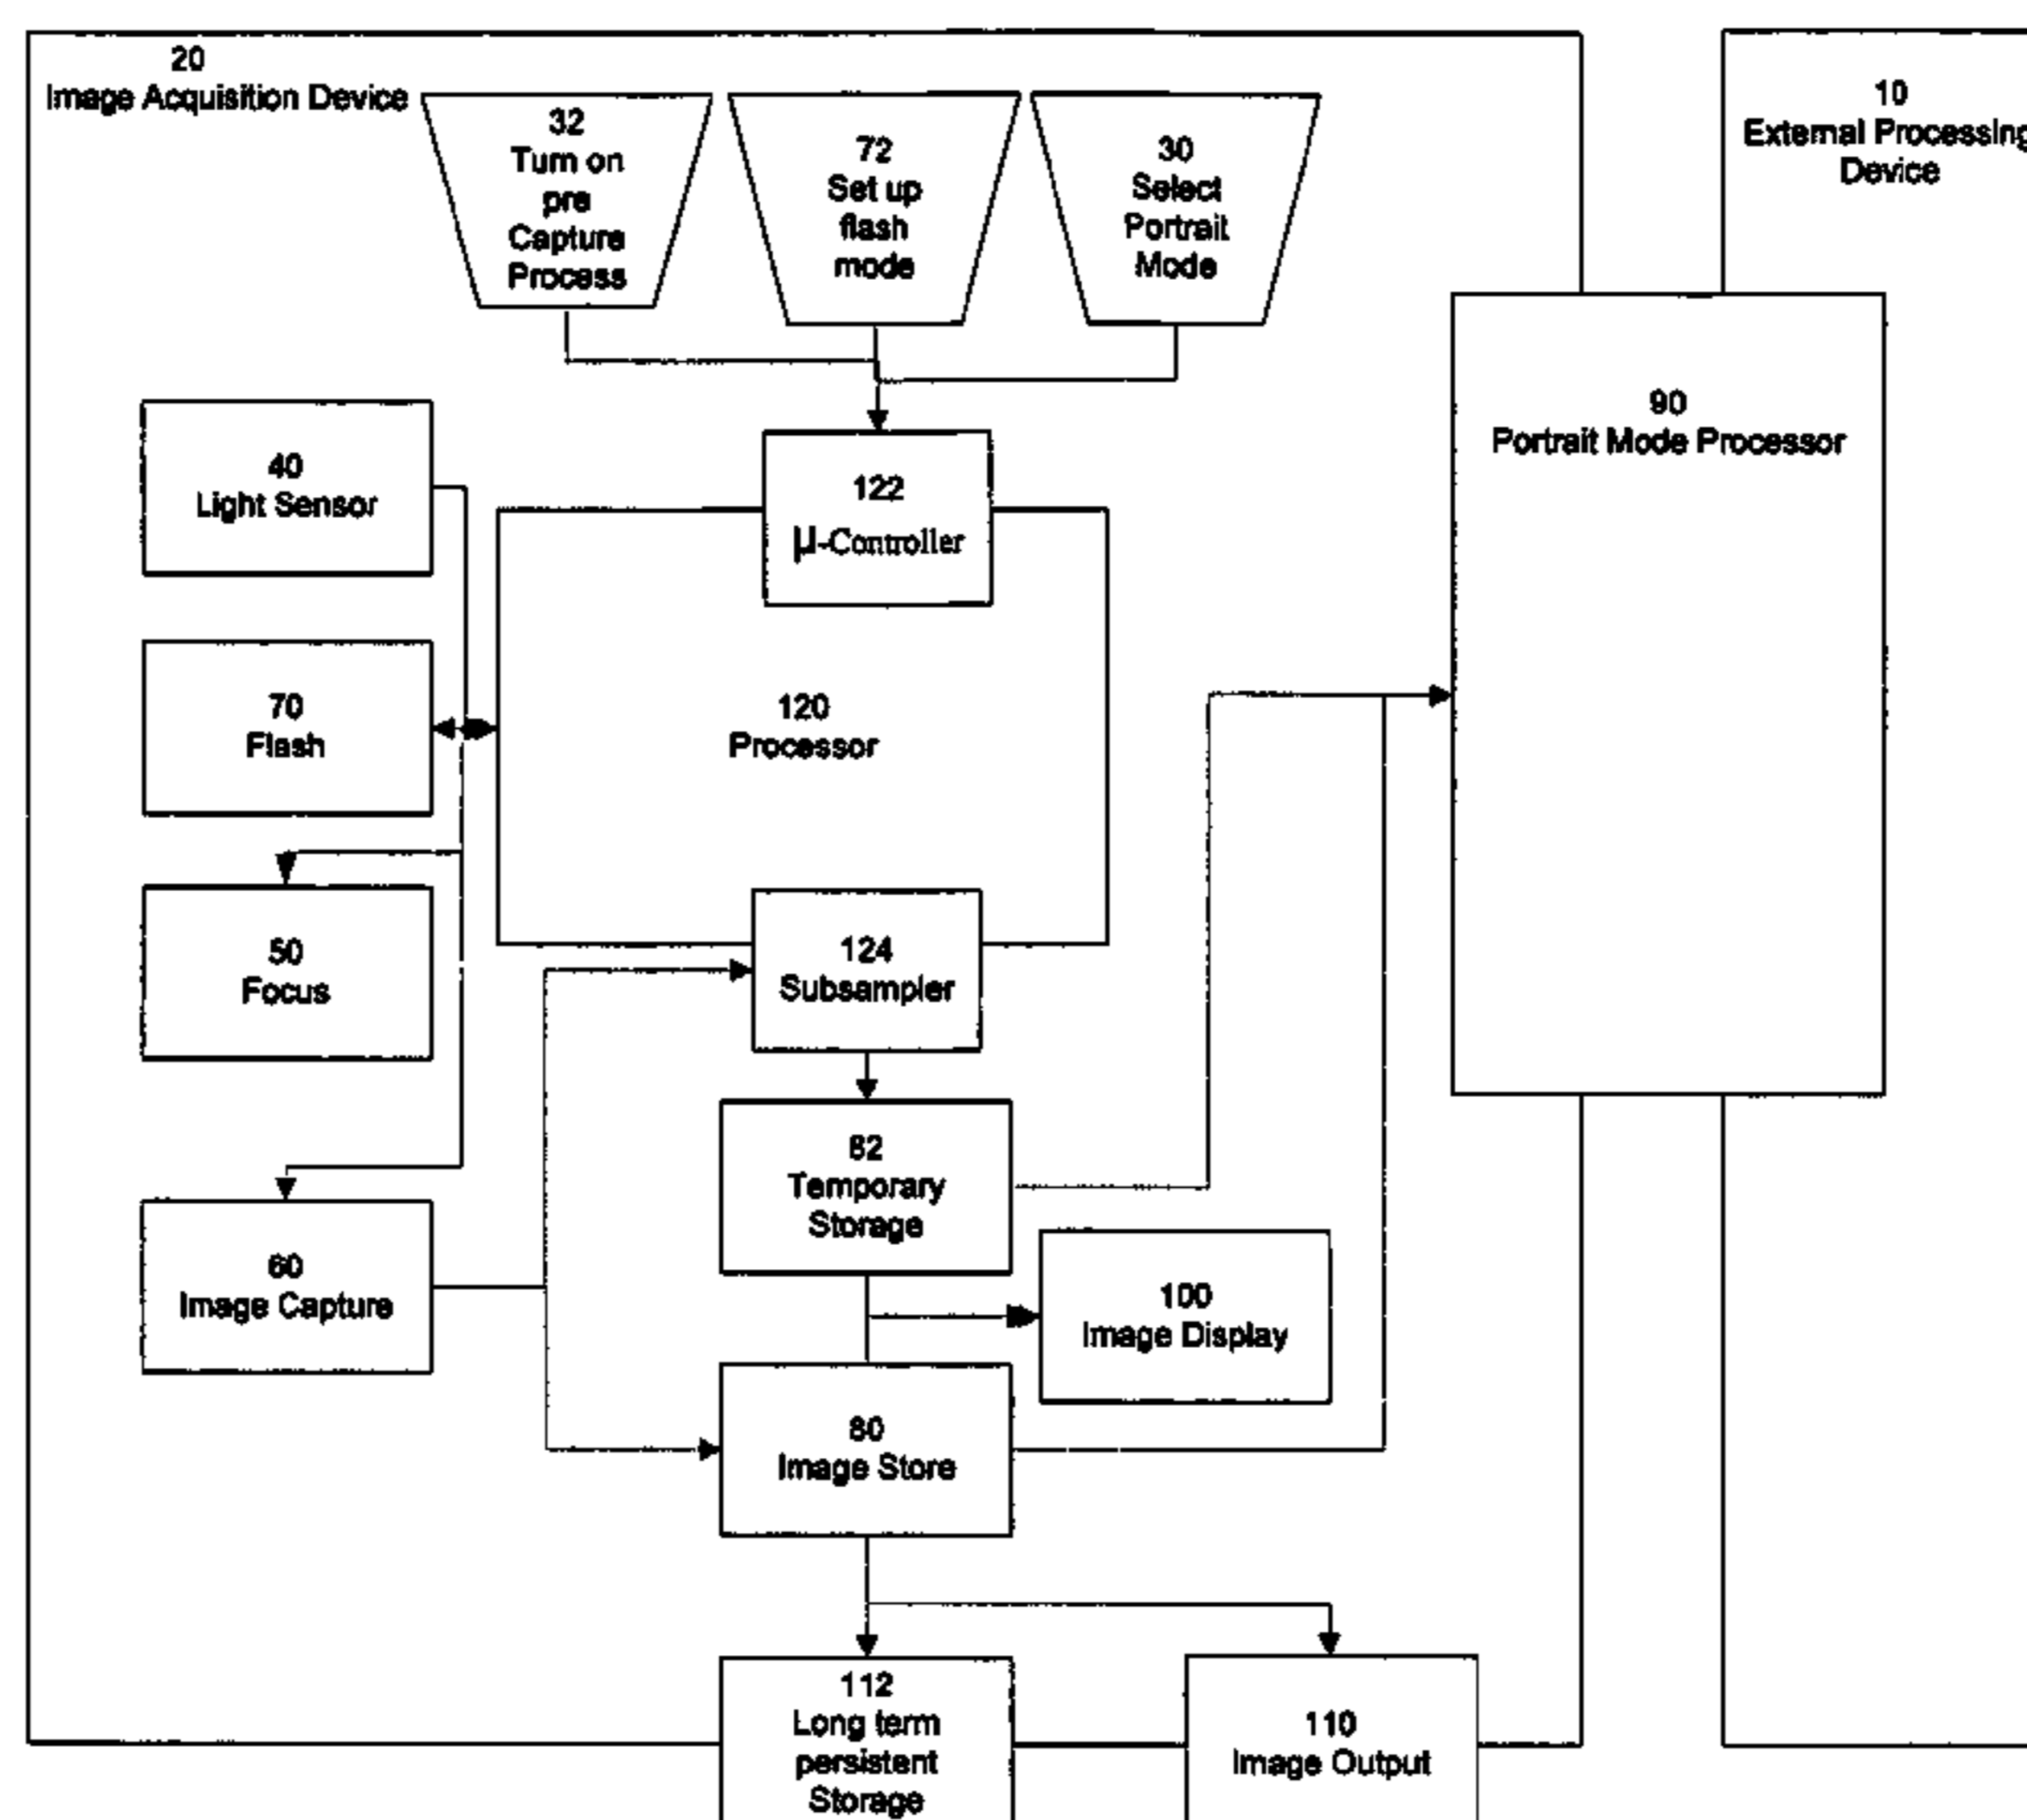 20
Image Acquisition Device
32
Turn on
pre
Capture
Process
72
Set up
flash
mode
30
Select
Portrait
Mode
10
External Processing
Device
90
Portrait Mode Processor
40
Light Sensor
122
µ-Controller
70
Flash
120
Processor
50
Focus
124
Subsampler
82
Temporary
Storage
60
Image Capture
100
Image Display
80
Image Store
112
Long term
persistent
Storage
110
Image Output